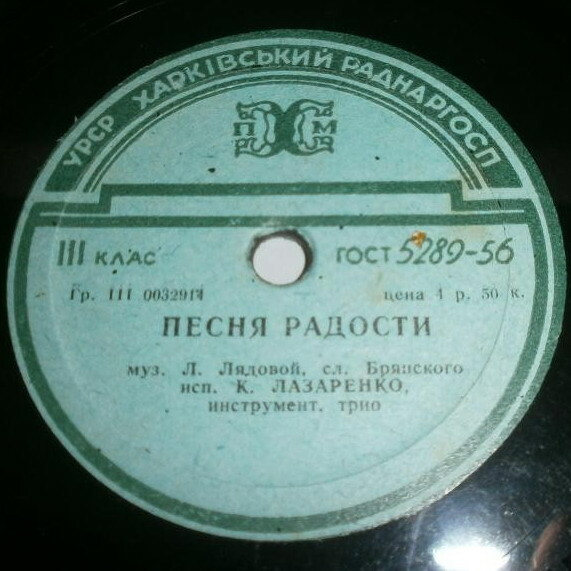 УРСР ХАРКІВСЬКИЙ РАДНАРГОСП
П М
III КЛАС ГОСТ 5289-56
Гр. III 0032914 цена 4 р. 50 к.
ПЕСНЯ РАДОСТИ
муз. Л. Лядовой, сл. Брянского
исп. К. ЛАЗАРЕНКО,
инструмент. трио